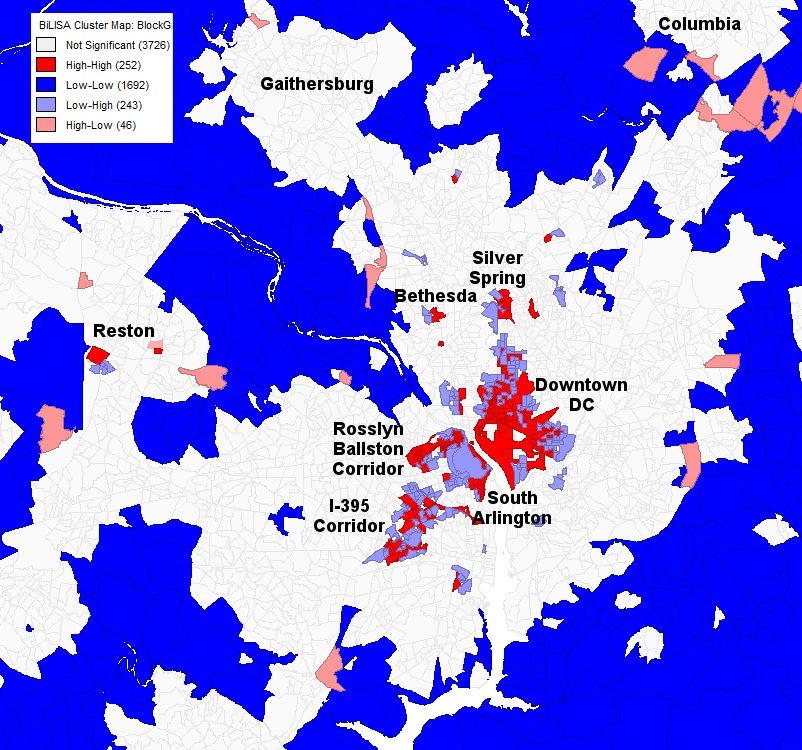 BiLISA Cluster Map: BlockG
Not Significant (3726)
High-High (252)
Low-Low (1692)
Low-High (243)
High-Low (46)
Columbia
Gaithersburg
Silver
Spring
Bethesda
Reston
Downtown
DC
Rosslyn
Ballston
Corridor
I-395
Corridor
South
Arlington